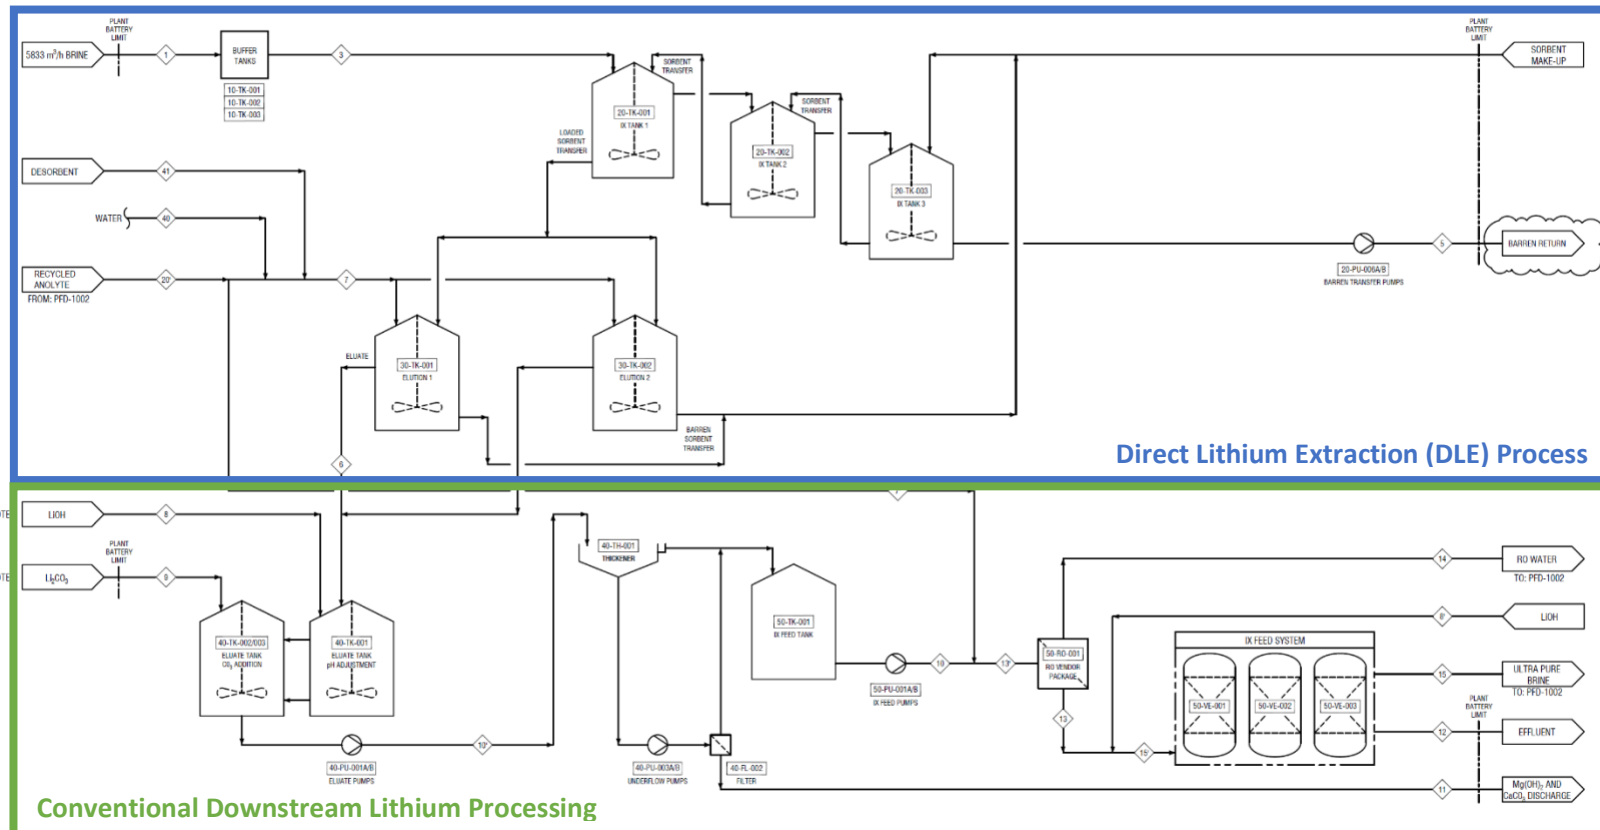 PLANT
BATTERY
LIMIT
5833 m³/h BRINE
1
BUFFER
TANKS
10-TK-001
10-TK-002
10-TK-003
3
SORBENT
TRANSFER
20-TK-001
IX TANK 1
SORBENT
TRANSFER
20-TK-002
IX TANK 2
20-TK-003
IX TANK 3
PLANT
BATTERY
LIMIT
SORBENT
MAKE-UP
LOADED
SORBENT
TRANSFER
DESORBENT
41
WATER
40
RECYCLED
ANOLYTE
FROM: PFD-1002
20'
7
20-PU-006A/B
BARREN TRANSFER PUMPS
5
BARREN RETURN
ELUATE
30-TK-001
ELUTION 1
30-TK-002
ELUTION 2
BARREN
SORBENT
TRANSFER
6
Direct Lithium Extraction (DLE) Process
LIOH
8
PLANT
BATTERY
LIMIT
Li₂CO₃
9
40-TK-002/003
ELUATE TANK
CO₃ ADDITION
40-TK-001
ELUATE TANK
pH ADJUSTMENT
40-PU-001A/B
ELUATE PUMPS
10'
40-TH-001
THICKENER
40-PU-003A/B
UNDERFLOW PUMPS
40-FL-002
FILTER
50-TK-001
IX FEED TANK
50-PU-001A/B
IX FEED PUMPS
10
13'
50-RO-001
RO VENDOR
PACKAGE
13
15'
IX FEED SYSTEM
50-VE-001
50-VE-002
50-VE-003
14
RO WATER
TO: PFD-1002
8'
LIOH
15
ULTRA PURE
BRINE
TO: PFD-1002
PLANT
BATTERY
LIMIT
12
EFFLUENT
11
Mg(OH)₂ AND
CaCO₃ DISCHARGE
Conventional Downstream Lithium Processing